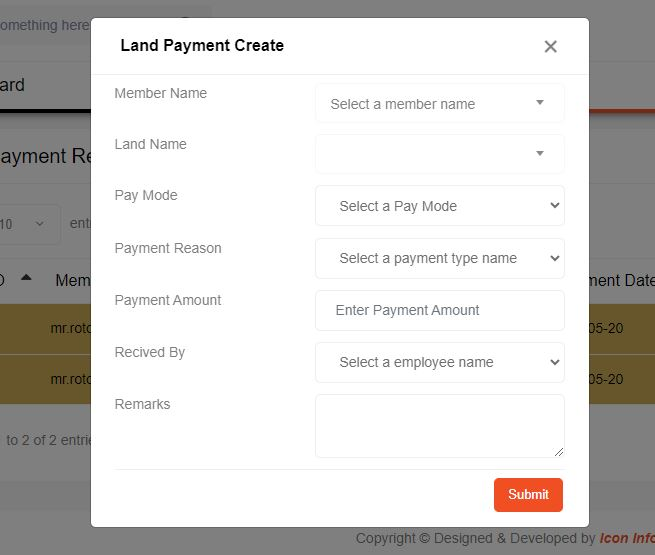 omething here
Land Payment Create
×
ard
Member Name
Select a member name
ayment Re
Land Name
Pay Mode
Select a Pay Mode
10
entr
Payment Reason
Select a payment type name
Mem
ment Date
Payment Amount
Enter Payment Amount
mr.roto
05-20
Recived By
Select a employee name
mr.roto
05-20
Remarks
to 2 of 2 entrie
Submit
Copyright © Designed & Developed by Icon Info